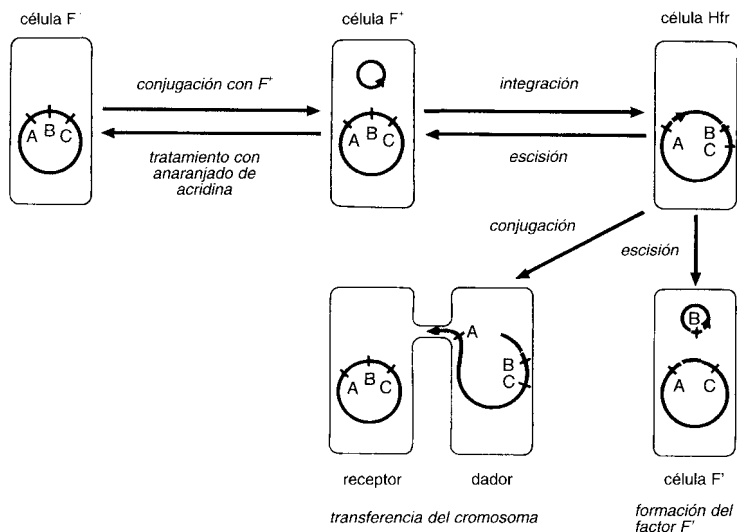 célula F⁻
célula F⁺
célula Hfr
conjugación con F⁺
integración
A B C
A B C
A B C
tratamiento con
anaranjado de
acridina
escisión
conjugación
escisión
A
B
C
A B C
B
A C
receptor
dador
célula F'
transferencia del cromosoma
formación del
factor F'